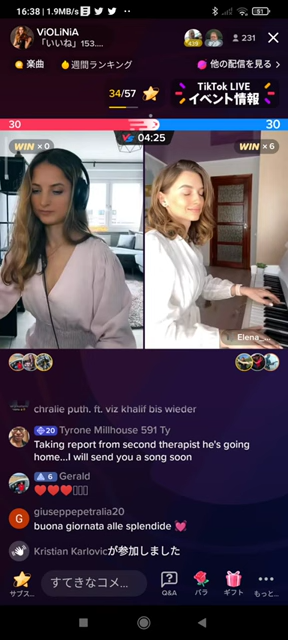 16:38
51
ViOLiNiA
「いいね」153....
439
231
楽曲
週間ランキング
他の配信を見る >
34/57
TikTok LIVE
イベント情報
30
VS 04:25
30
WIN × 0
WIN × 6
Elena_...
chralie puth. ft. viz khalif bis wieder
20 Tyrone Millhouse 591 Ty
Taking report from second therapist he's going
home...I will send you a song soon
6 Gerald
❤️❤️❤️
G
giuseppepetralia20
buona giornata alle splendide 💓
Kristian Karlovicが参加しました
すてきなコメ...
サブス...
Q&A
バラ
ギフト
もっと...